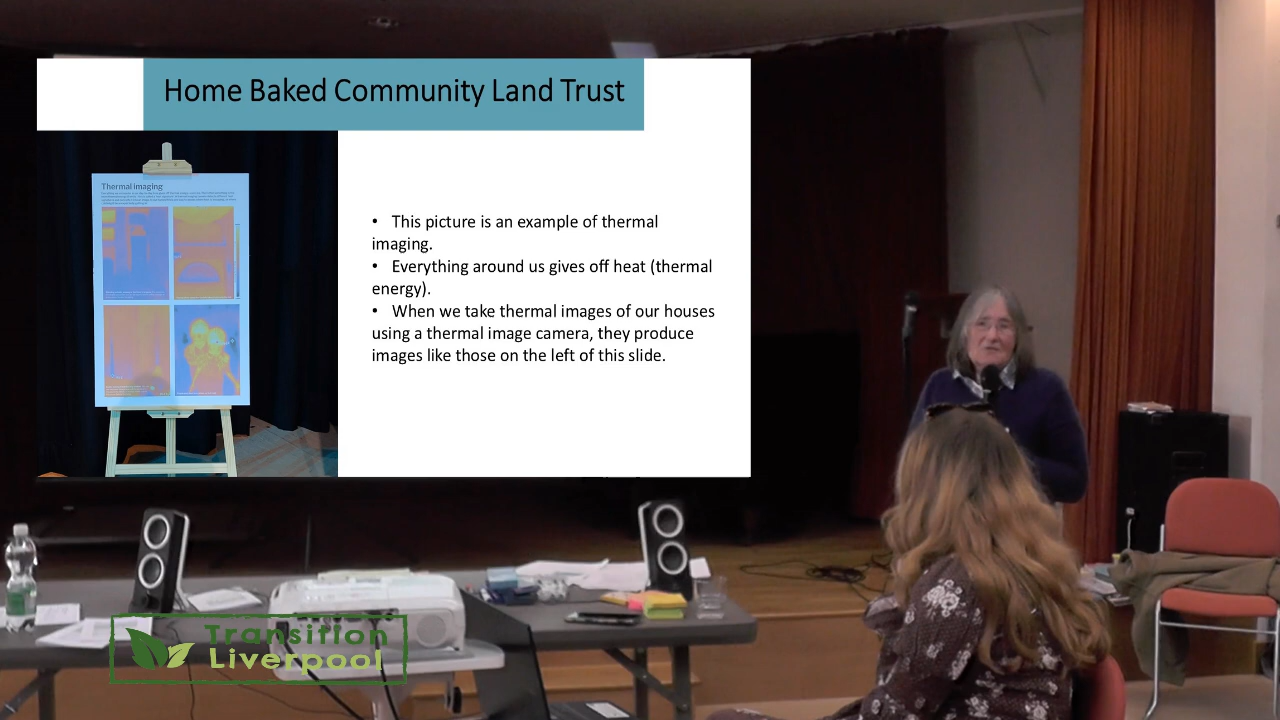 Home Baked Community Land Trust
Thermal imaging
• This picture is an example of thermal
imaging.
• Everything around us gives off heat (thermal
energy).
• When we take thermal images of our houses
using a thermal image camera, they produce
images like those on the left of this slide.
Transition
Liverpool